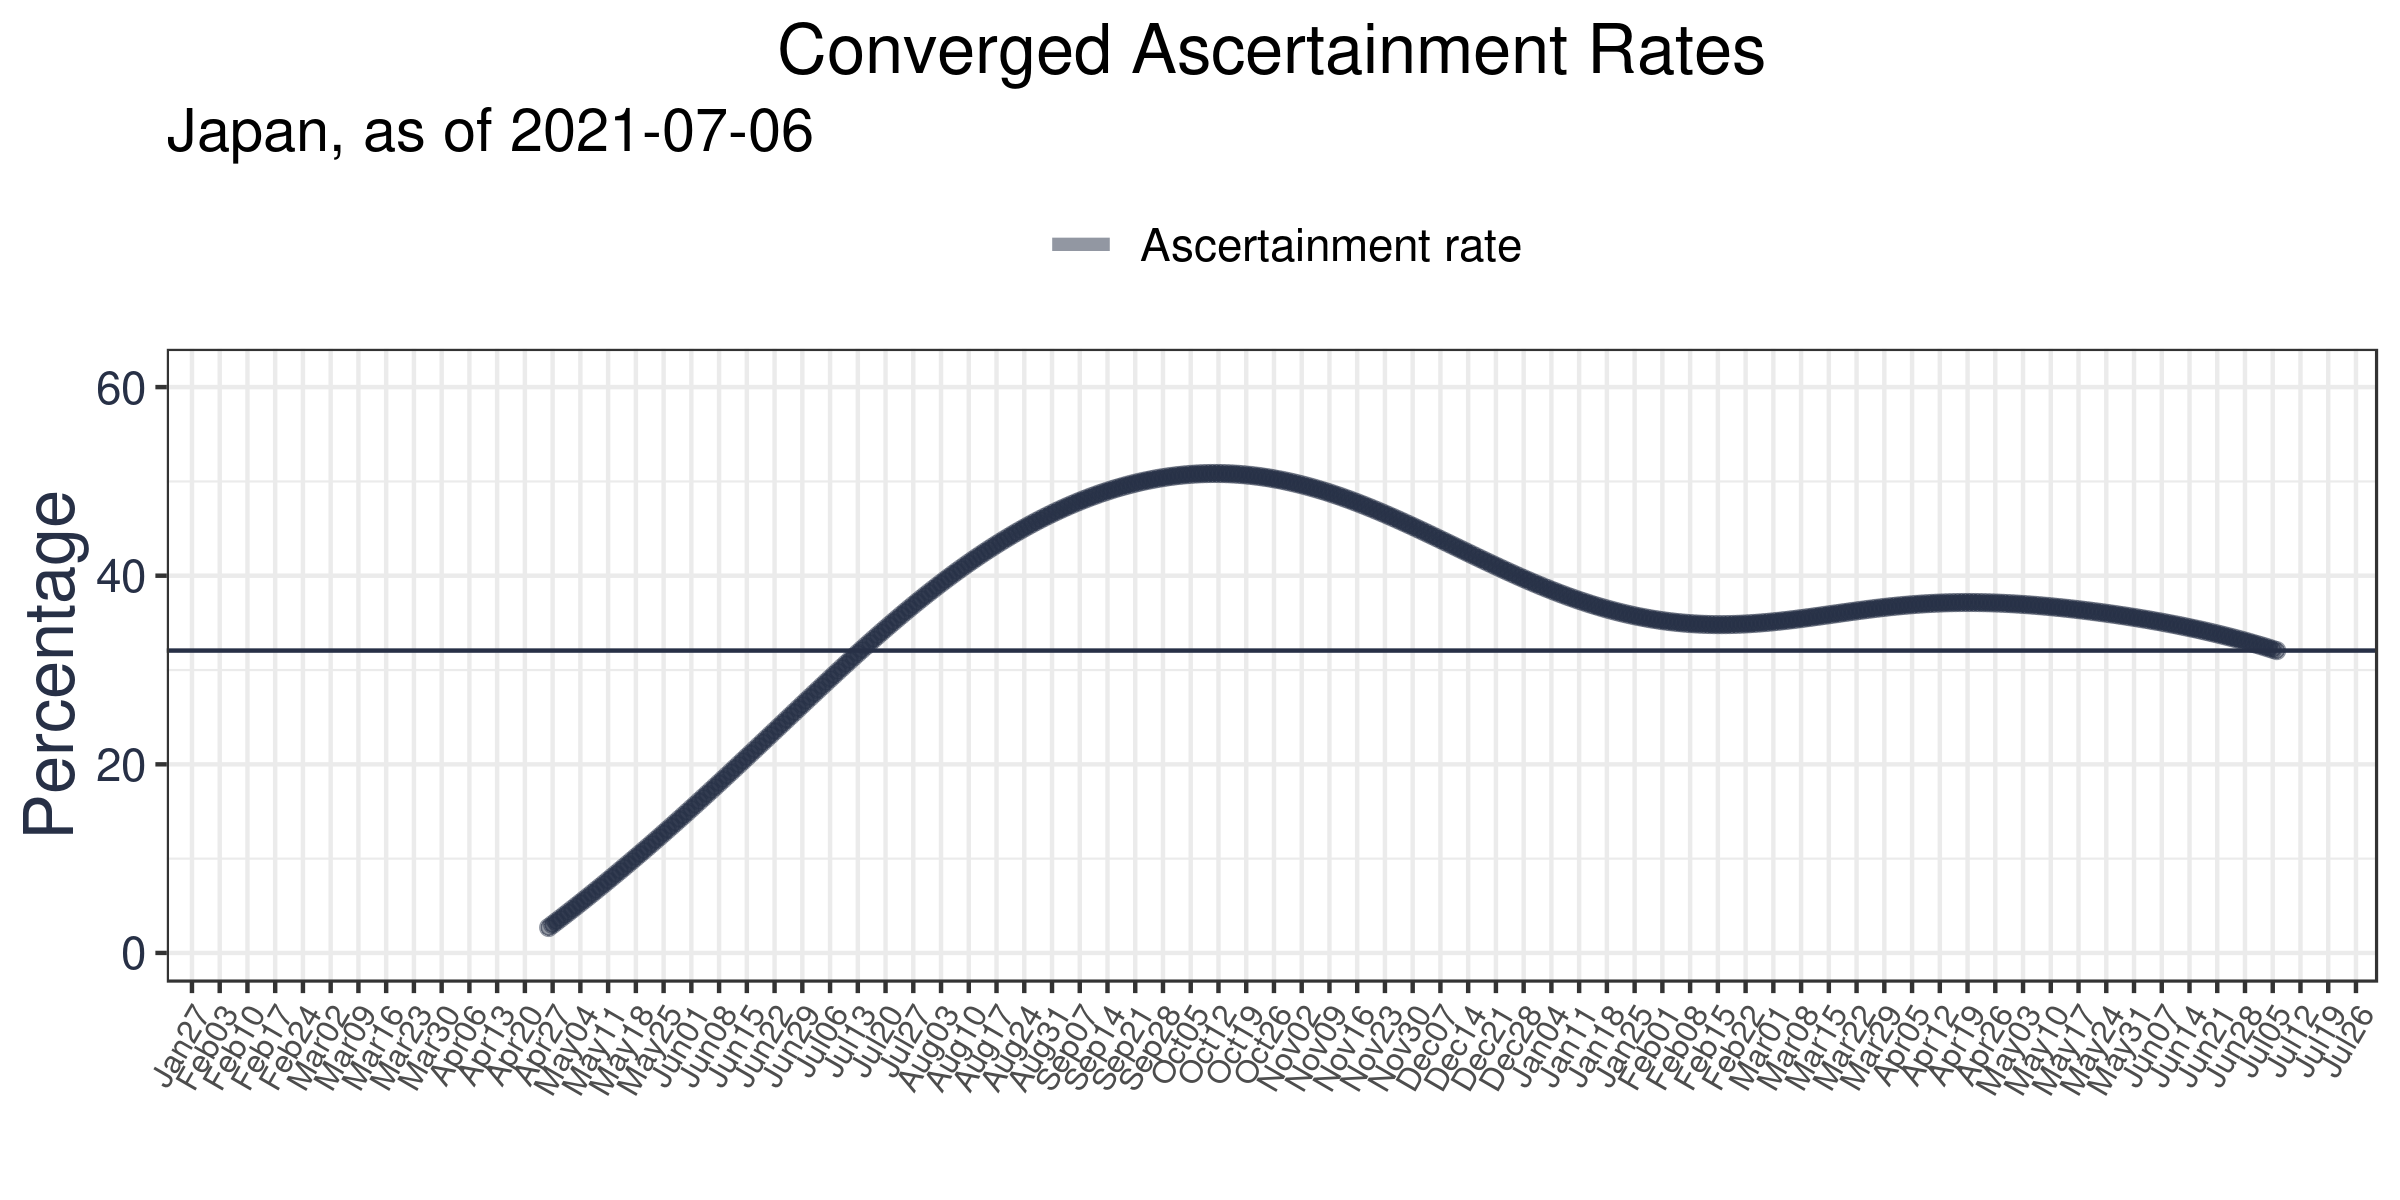 Converged Ascertainment Rates
Japan, as of 2021-07-06
Ascertainment rate
Percentage
60
40
20
0
Jan27
Feb03
Feb10
Feb17
Feb24
Mar02
Mar09
Mar16
Mar23
Mar30
Apr06
Apr13
Apr20
Apr27
May04
May11
May18
May25
Jun01
Jun08
Jun15
Jun22
Jun29
Jul06
Jul13
Jul20
Jul27
Aug03
Aug10
Aug17
Aug24
Aug31
Sep07
Sep14
Sep21
Sep28
Oct05
Oct12
Oct19
Oct26
Nov02
Nov09
Nov16
Nov23
Nov30
Dec07
Dec14
Dec21
Dec28
Jan04
Jan11
Jan18
Jan25
Feb01
Feb08
Feb15
Feb22
Mar01
Mar08
Mar15
Mar22
Mar29
Apr05
Apr12
Apr19
Apr26
May03
May10
May17
May24
May31
Jun07
Jun14
Jun21
Jun28
Jul05
Jul12
Jul19
Jul26